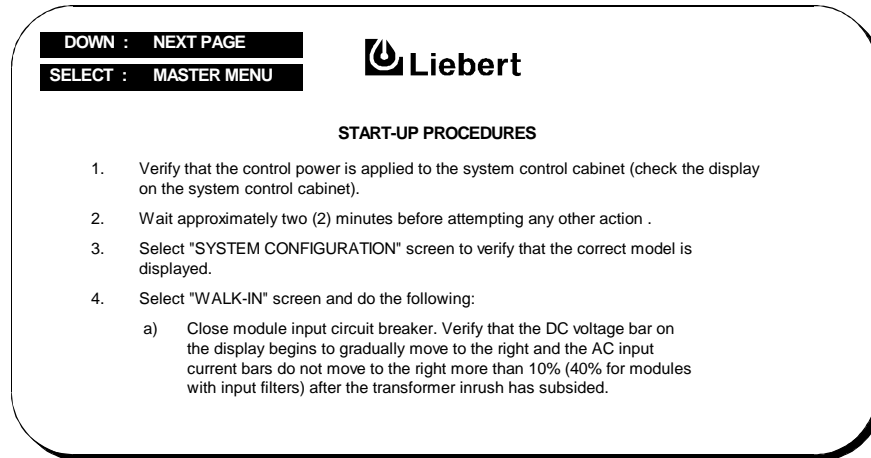 DOWN : NEXT PAGE
SELECT : MASTER MENU
Liebert
START-UP PROCEDURES
1. Verify that the control power is applied to the system control cabinet (check the display
on the system control cabinet).
2. Wait approximately two (2) minutes before attempting any other action .
3. Select "SYSTEM CONFIGURATION" screen to verify that the correct model is
displayed.
4. Select "WALK-IN" screen and do the following:
a) Close module input circuit breaker. Verify that the DC voltage bar on
the display begins to gradually move to the right and the AC input
current bars do not move to the right more than 10% (40% for modules
with input filters) after the transformer inrush has subsided.